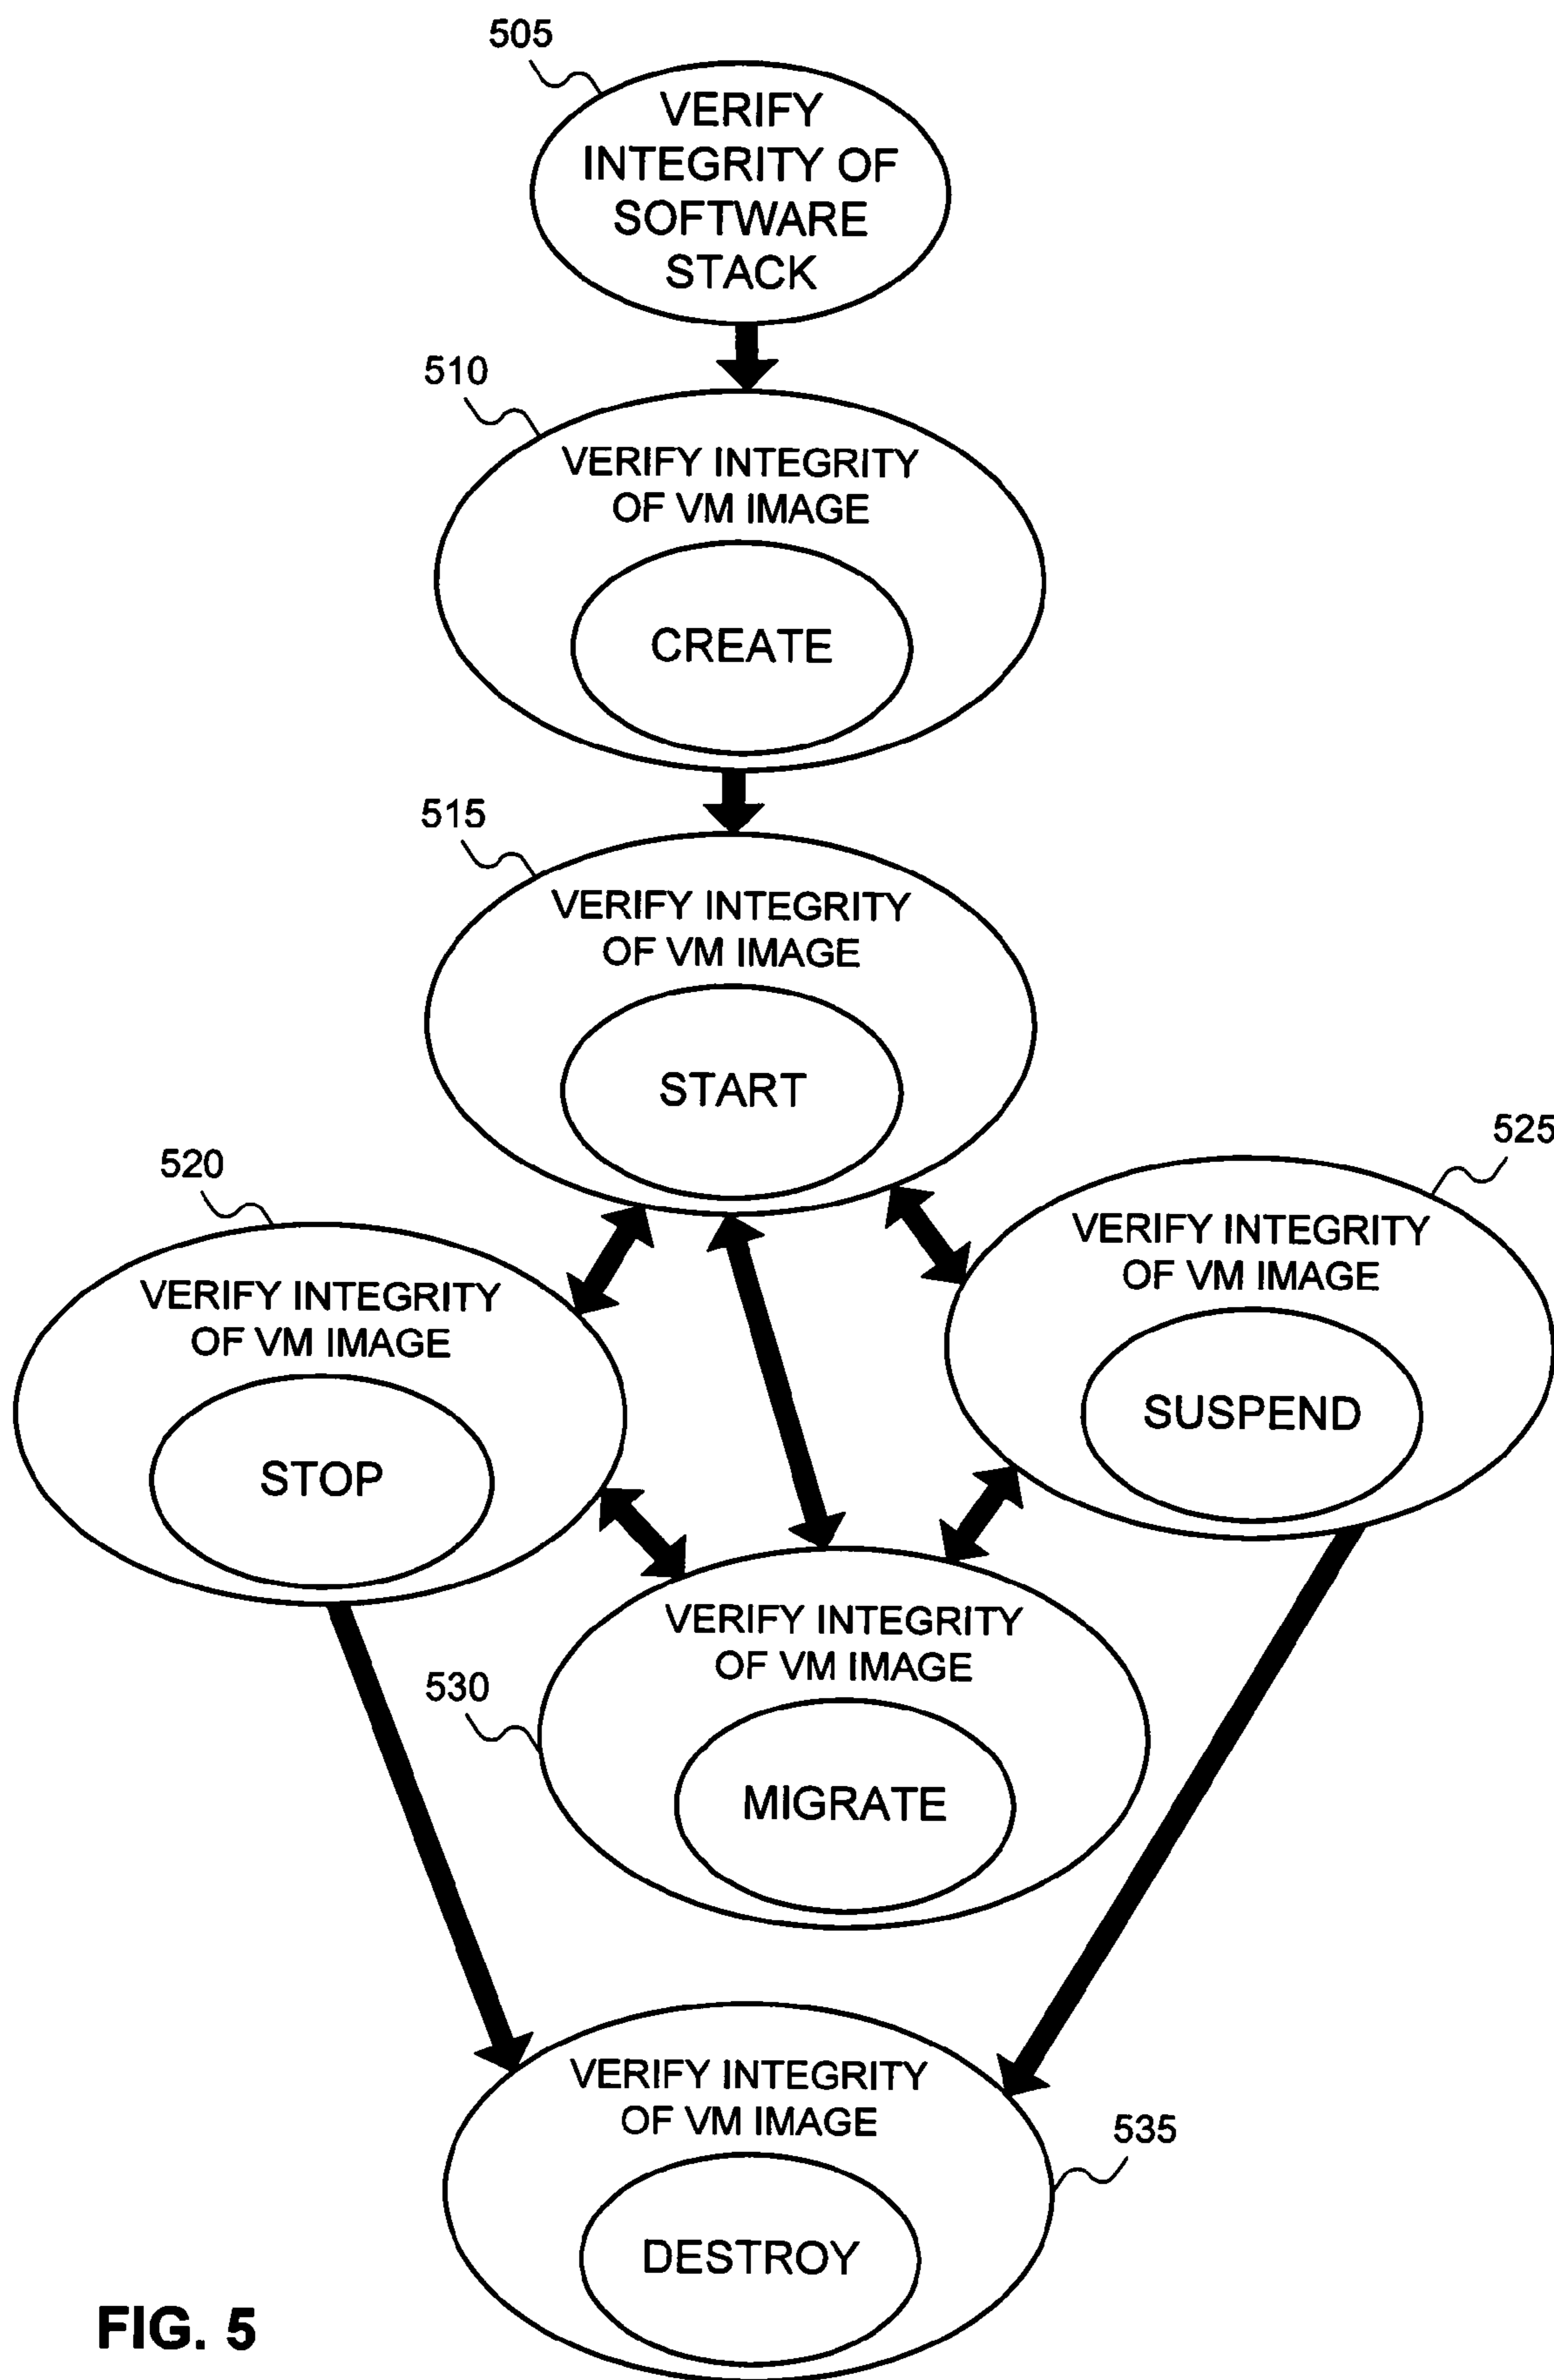 505
VERIFY
INTEGRITY OF
SOFTWARE
STACK
510
VERIFY INTEGRITY
OF VM IMAGE
CREATE
515
VERIFY INTEGRITY
OF VM IMAGE
START
520
VERIFY INTEGRITY
OF VM IMAGE
STOP
525
VERIFY INTEGRITY
OF VM IMAGE
SUSPEND
530
VERIFY INTEGRITY
OF VM IMAGE
MIGRATE
535
VERIFY INTEGRITY
OF VM IMAGE
DESTROY
FIG. 5